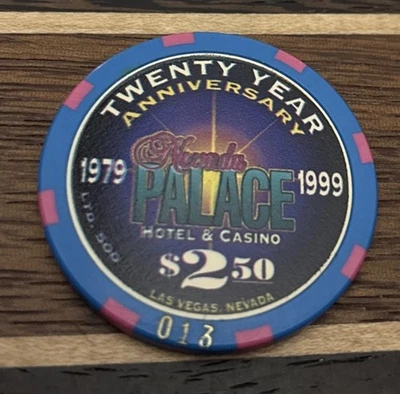 TWENTY YEAR
ANNIVERSARY
1979
1999
Nevada
PALACE
HOTEL & CASINO
$2.50
LTD. 500
LAS VEGAS, NEVADA
013